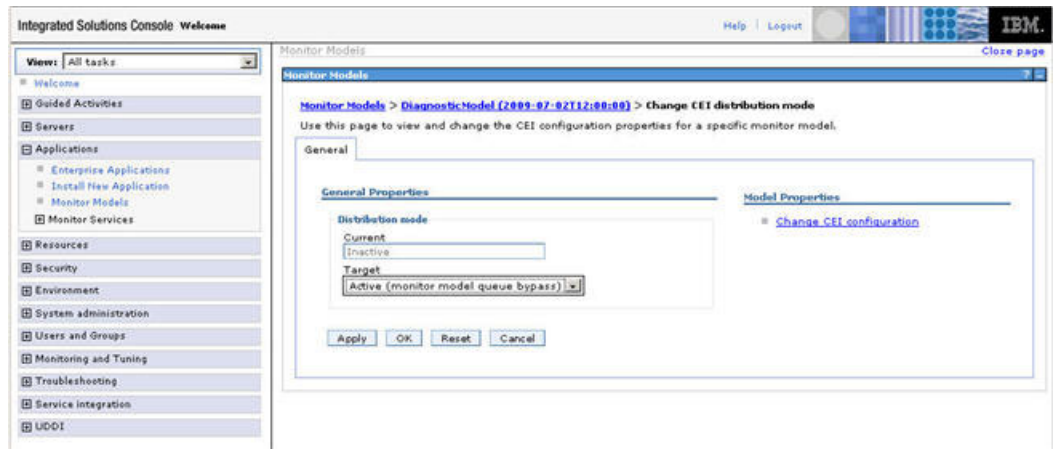 Integrated Solutions Console Welcome
Help | Logout
IBM.
View: All tasks
Welcome
Guided Activities
Servers
Applications
Enterprise Applications
Install New Application
Monitor Models
Monitor Services
Resources
Security
Environment
System administration
Users and Groups
Monitoring and Tuning
Troubleshooting
Service integration
UDDI
Monitor Models
Close page
Monitor Models
? -
Monitor Models > DiagnosticModel (2009-07-02T12:00:00) > Change CEI distribution mode
Use this page to view and change the CEI configuration properties for a specific monitor model.
General
General Properties
Distribution mode
Current
Inactive
Target
Active (monitor model queue bypass)
Apply OK Reset Cancel
Model Properties
Change CEI configuration